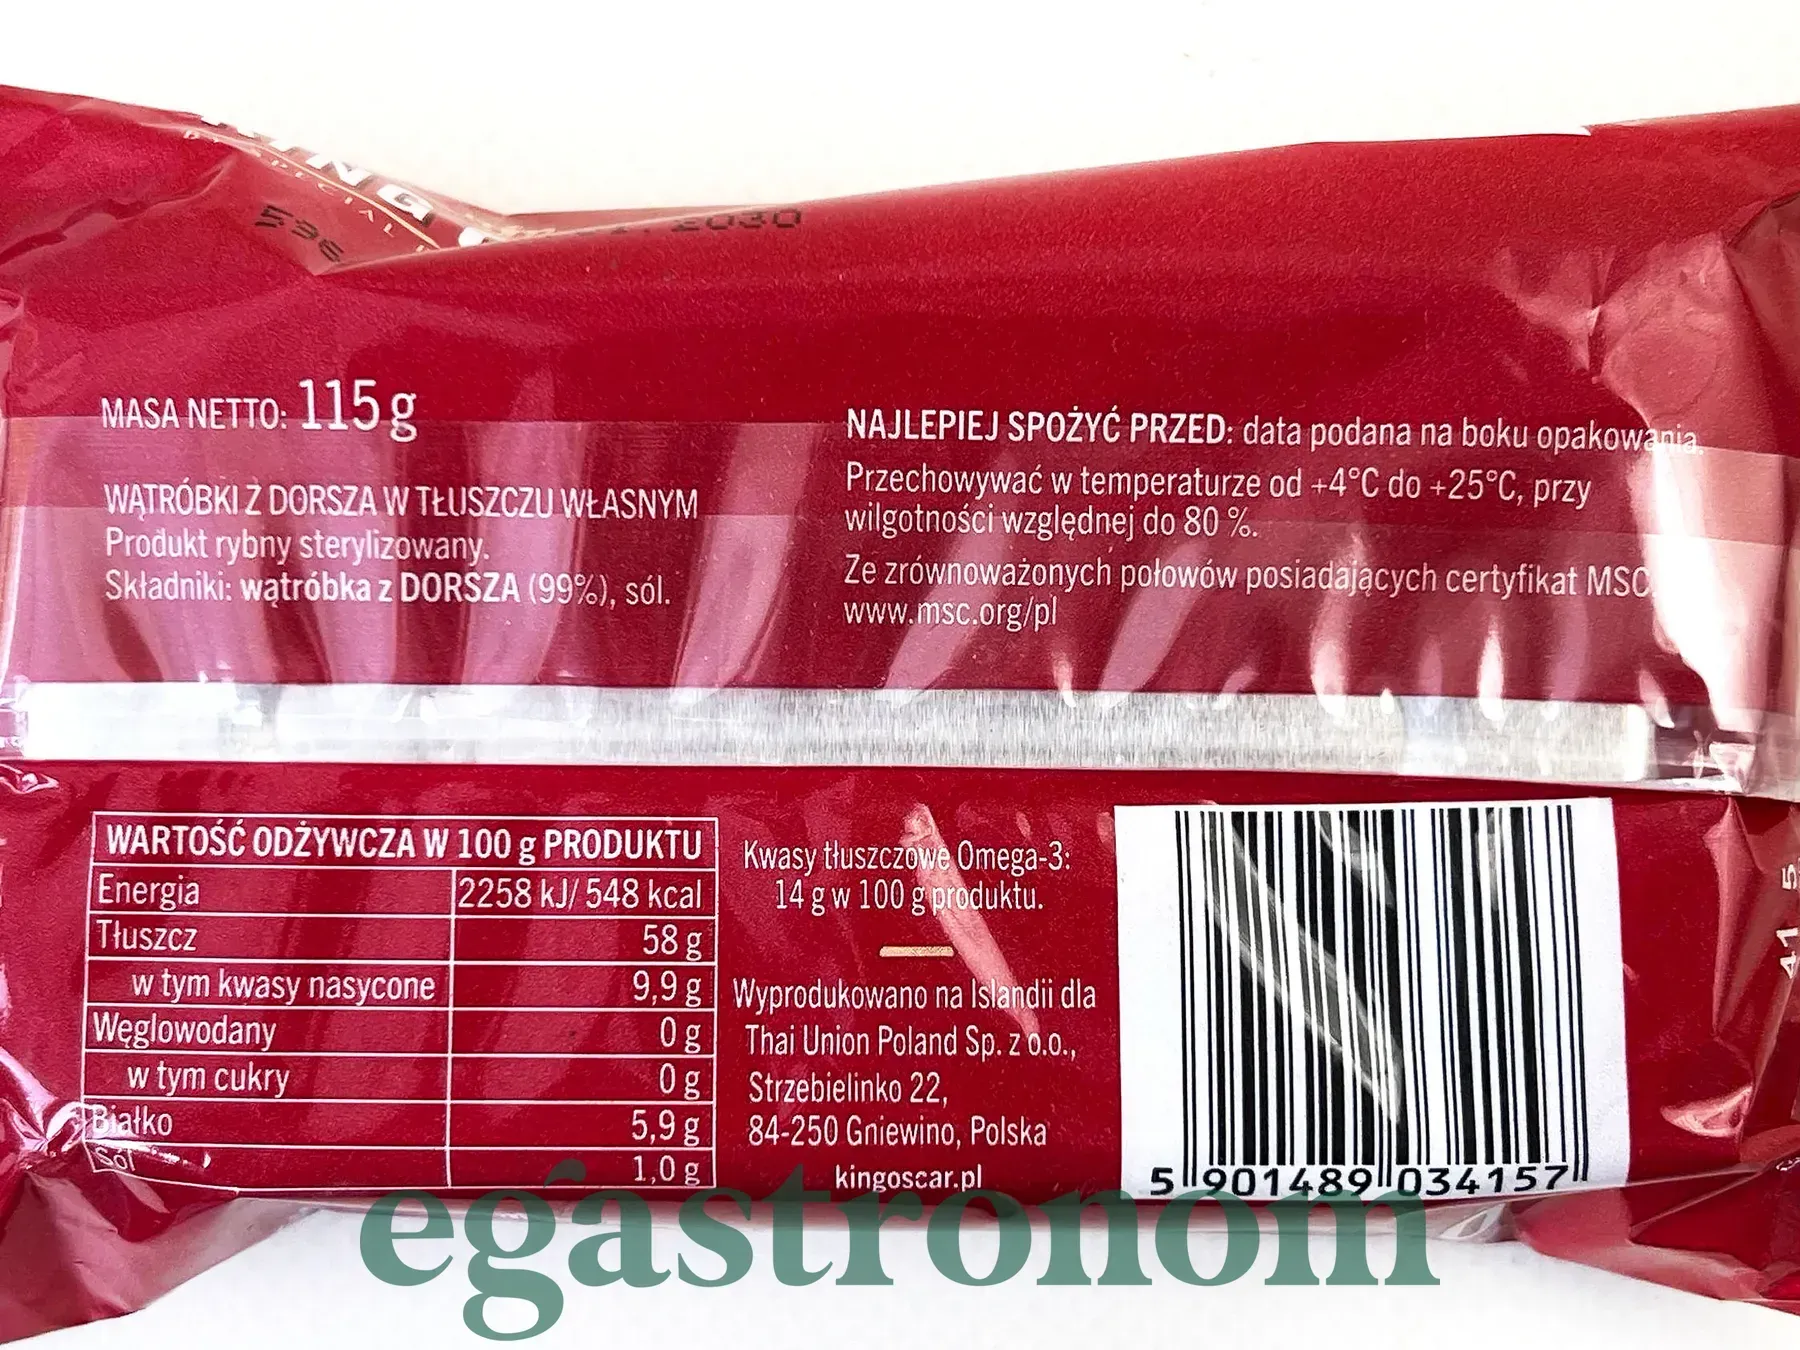 KING
536
2030
MASA NETTO: 115 g
WĄTRÓBKI Z DORSZA W TŁUSZCZU WŁASNYM
Produkt rybny sterylizowany.
Składniki: wątróbka z DORSZA (99%), sól.
NAJLEPIEJ SPOŻYĆ PRZED: data podana na boku opakowania.
Przechowywać w temperaturze od +4°C do +25°C, przy
wilgotności względnej do 80 %.
Ze zrównoważonych połowów posiadających certyfikat MSC.
www.msc.org/pl
WARTOŚĆ ODŻYWCZA W 100 g PRODUKTU
Energia 2258 kJ/ 548 kcal
Tłuszcz 58 g
w tym kwasy nasycone 9,9 g
Węglowodany 0 g
w tym cukry 0 g
Białko 5,9 g
Sól 1,0 g
Kwasy tłuszczowe Omega-3:
14 g w 100 g produktu.
Wyprodukowano na Islandii dla
Thai Union Poland Sp. z o.o.,
Strzebielinko 22,
84-250 Gniewino, Polska
kingoscar.pl
5 901489 034157
egastronom